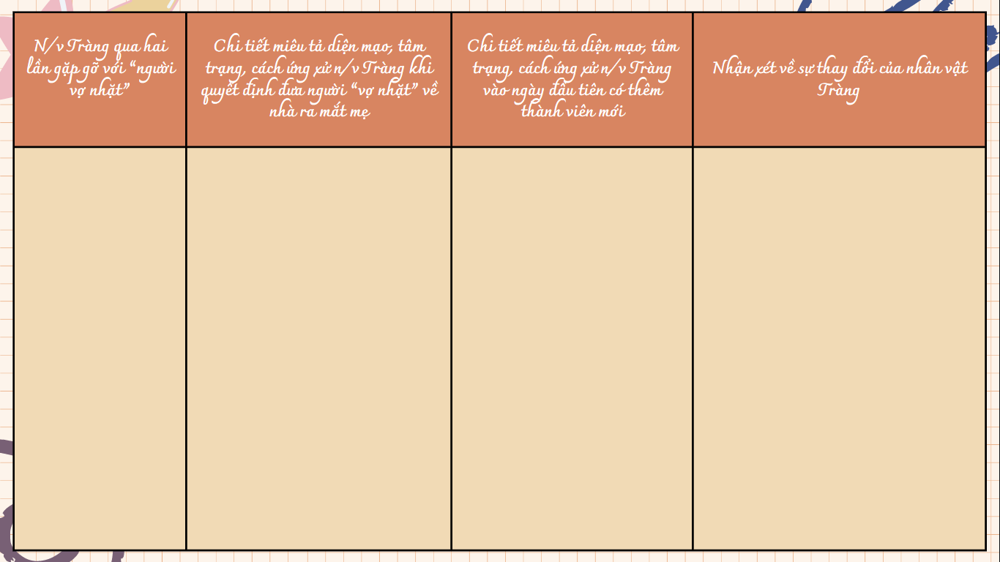 N/v Tràng qua hai
lần gặp gỡ với “người
vợ nhặt”
Chi tiết miêu tả diện mạo, tâm
trạng, cách ứng xử n/v Tràng khi
quyết định đưa người “vợ nhặt” về
nhà ra mắt mẹ
Chi tiết miêu tả diện mạo, tâm
trạng, cách ứng xử n/v Tràng
vào ngày đầu tiên có thêm
thành viên mới
Nhận xét về sự thay đổi của nhân vật
Tràng